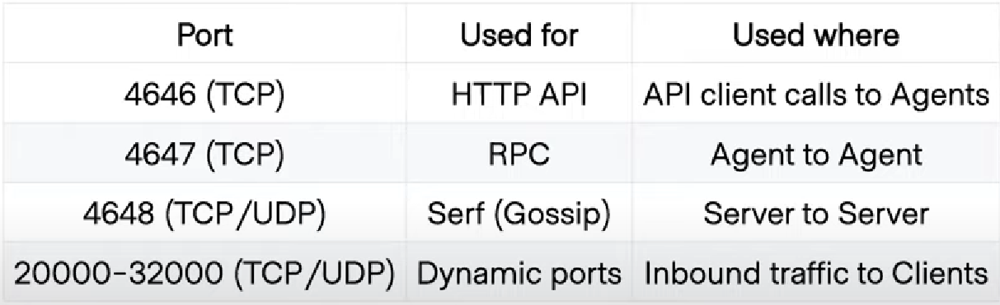 Port Used for Used where
4646 (TCP) HTTP API API client calls to Agents
4647 (TCP) RPC Agent to Agent
4648 (TCP/UDP) Serf (Gossip) Server to Server
20000-32000 (TCP/UDP) Dynamic ports Inbound traffic to Clients